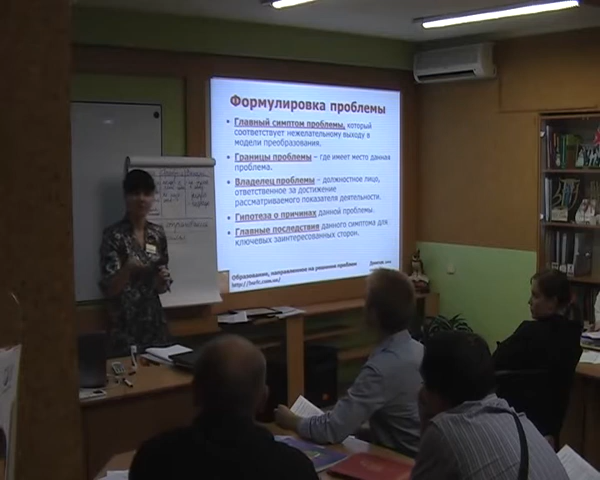 Формулировка проблемы
Главный симптом проблемы, который
соответствует нежелательному выходу в
модели преобразования.
Границы проблемы – где имеет место данная
проблема.
Владелец проблемы – должностное лицо,
ответственное за достижение
рассматриваемого показателя деятельности.
Гипотеза о причинах данной проблемы.
Главные последствия данного симптома для
ключевых заинтересованных сторон.
Образование, направленное на решение проблем